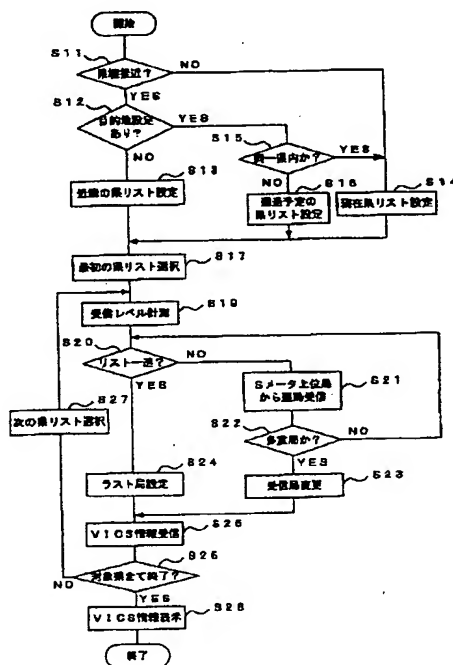 開始
S11
県境接近?
NO
YES
S12
目的地設定
あり?
YES
NO
S15
同一県内か?
YES
NO
S13
近隣の県リスト設定
S16
通過予定の
県リスト設定
S14
現在県リスト設定
S17
最初の県リスト選択
S19
受信レベル計測
S20
リスト一巡?
NO
YES
S21
Sメータ上位局
から選局受信
S27
次の県リスト選択
S22
多重局か?
NO
YES
S24
ラスト局設定
S23
受信局変更
S25
VICS情報受信
S26
対象県全て終了?
NO
YES
S28
VICS情報表示
終了